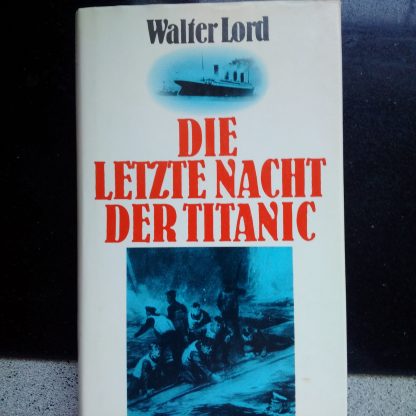 Walter Lord
DIE
LETZTE NACHT
DER TITANIC